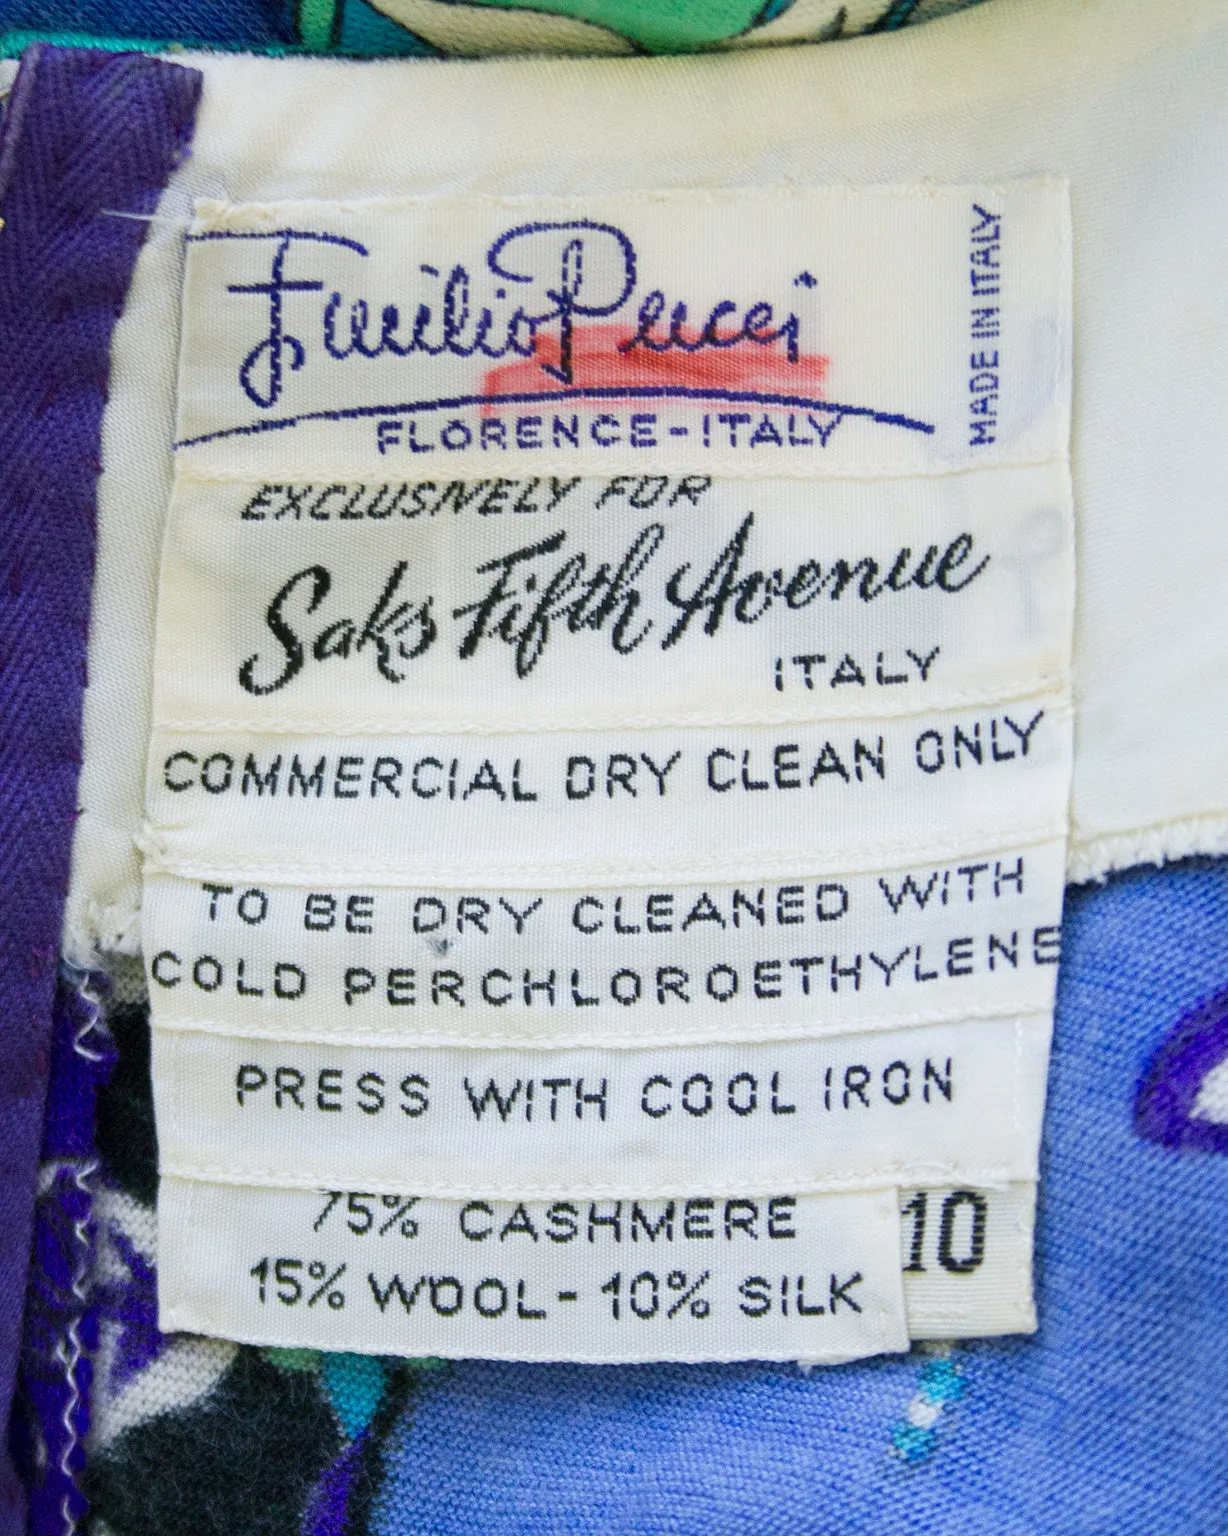 Emilio Pucci
FLORENCE-ITALY
MADE IN ITALY
EXCLUSIVELY FOR
Saks Fifth Avenue
ITALY
COMMERCIAL DRY CLEAN ONLY
TO BE DRY CLEANED WITH
COLD PERCHLOROETHYLENE
PRESS WITH COOL IRON
75% CASHMERE
15% WOOL - 10% SILK
10